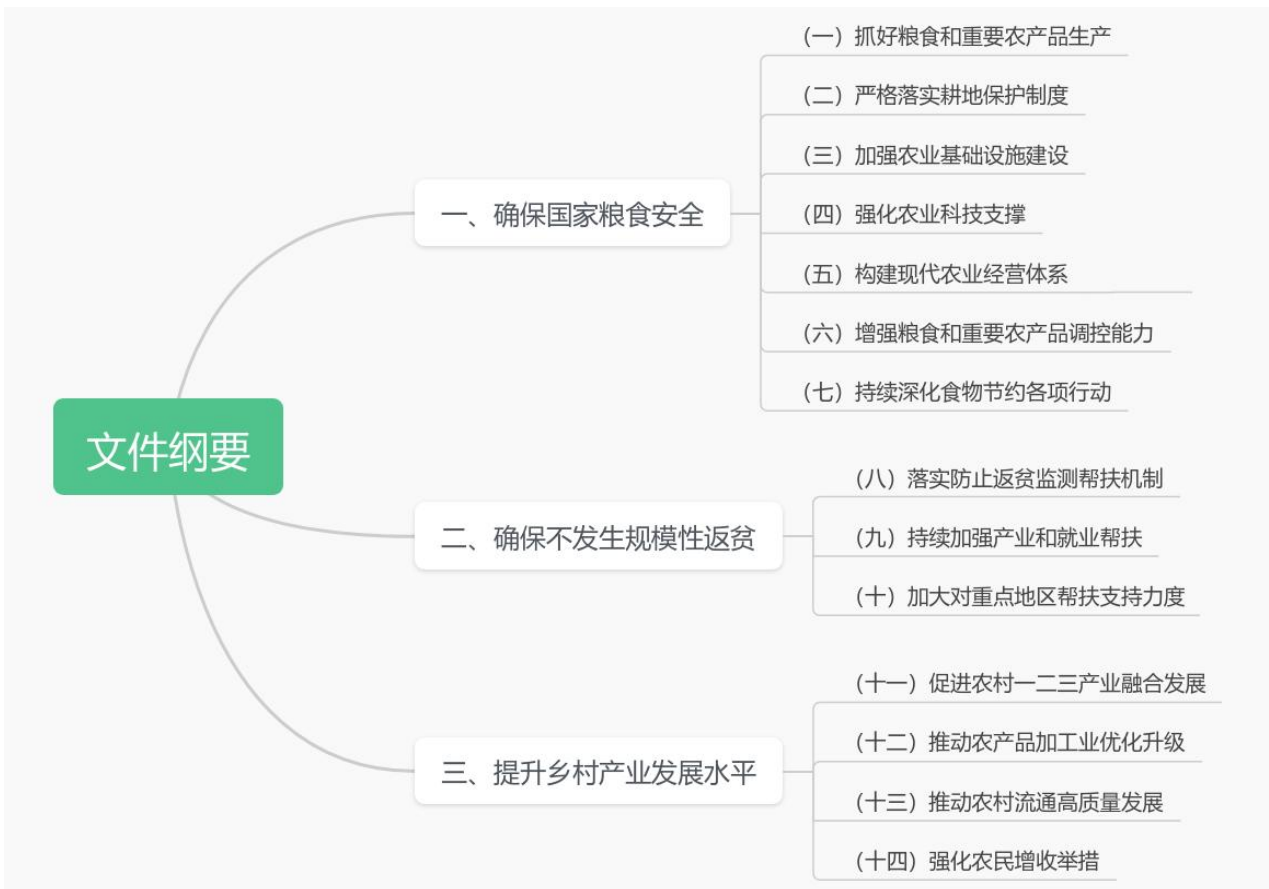 文件纲要
一、确保国家粮食安全
（一）抓好粮食和重要农产品生产
（二）严格落实耕地保护制度
（三）加强农业基础设施建设
（四）强化农业科技支撑
（五）构建现代农业经营体系
（六）增强粮食和重要农产品调控能力
（七）持续深化食物节约各项行动
二、确保不发生规模性返贫
（八）落实防止返贫监测帮扶机制
（九）持续加强产业和就业帮扶
（十）加大对重点地区帮扶支持力度
三、提升乡村产业发展水平
（十一）促进农村一二三产业融合发展
（十二）推动农产品加工业优化升级
（十三）推动农村流通高质量发展
（十四）强化农民增收举措